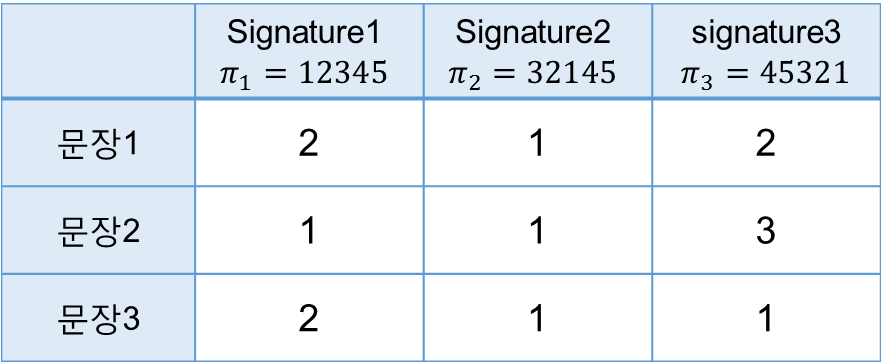 Signature1 Signature2 signature3
π₁ = 12345 π₂ = 32145 π₃ = 45321
문장1 2 1 2
문장2 1 1 3
문장3 2 1 1